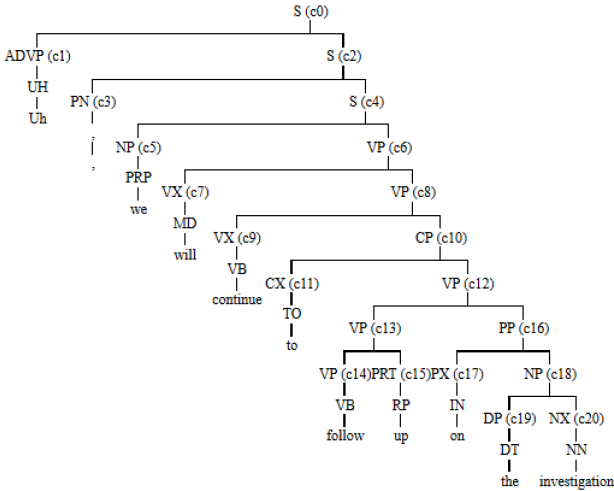 S (c0)
ADVP (c1) S (c2)
UH PN (c3) S (c4)
Uh , NP (c5) VP (c6)
, PRP VX (c7) VP (c8)
we MD VX (c9) CP (c10)
will VB CX (c11) VP (c12)
continue TO VP (c13) PP (c16)
to VP (c14)PRT (c15)PX (c17) NP (c18)
VB RP IN DP (c19) NX (c20)
follow up on DT NN
the investigation